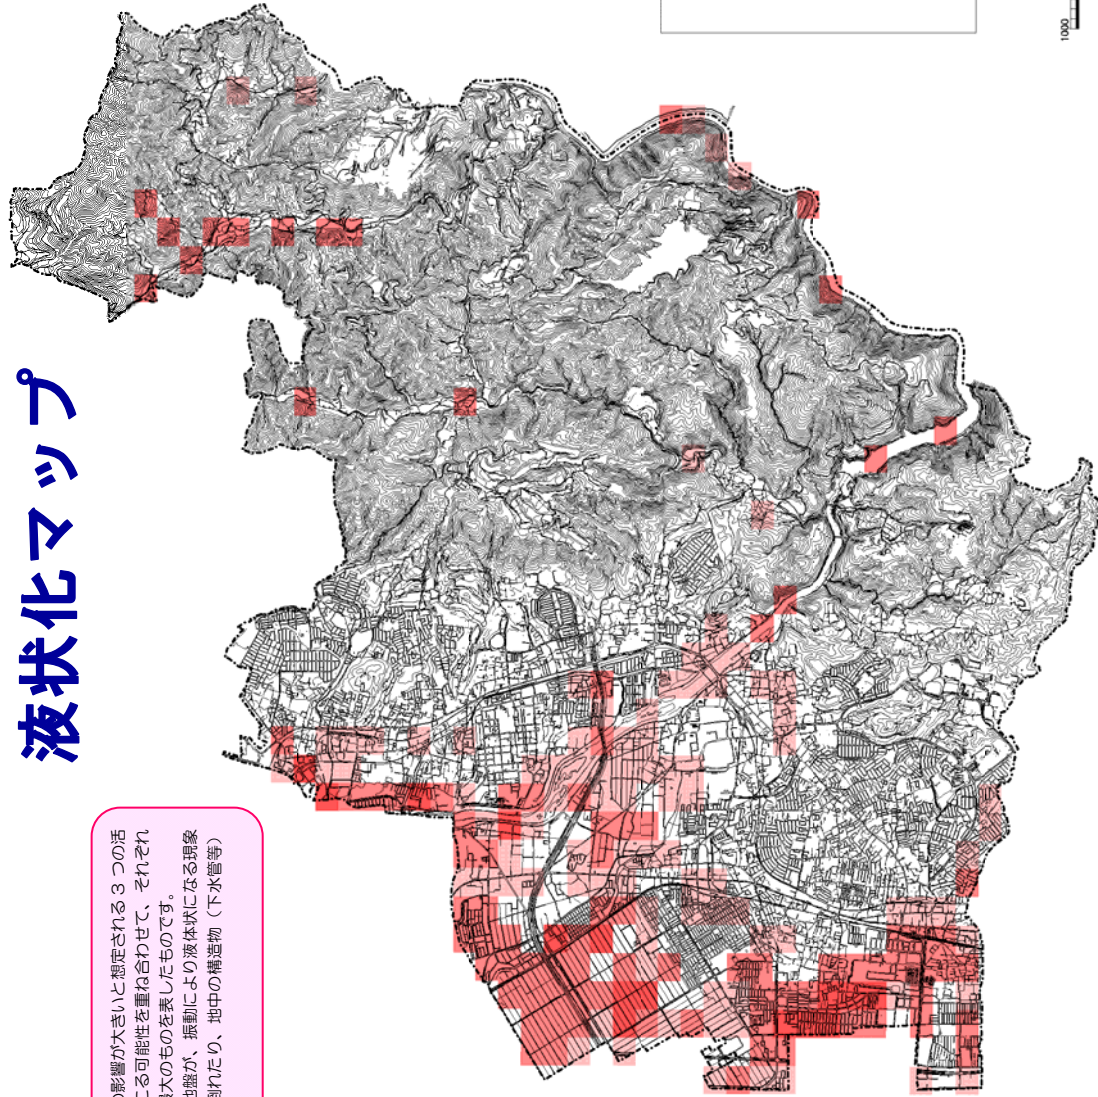 液状化マップ
の影響が大きいと想定される 3 つの活
こる可能性を重ね合わせて、それぞれ
最大のものを表したものです。
地盤が、振動により液体状になる現象
倒れたり、地中の構造物（下水管等）
1000